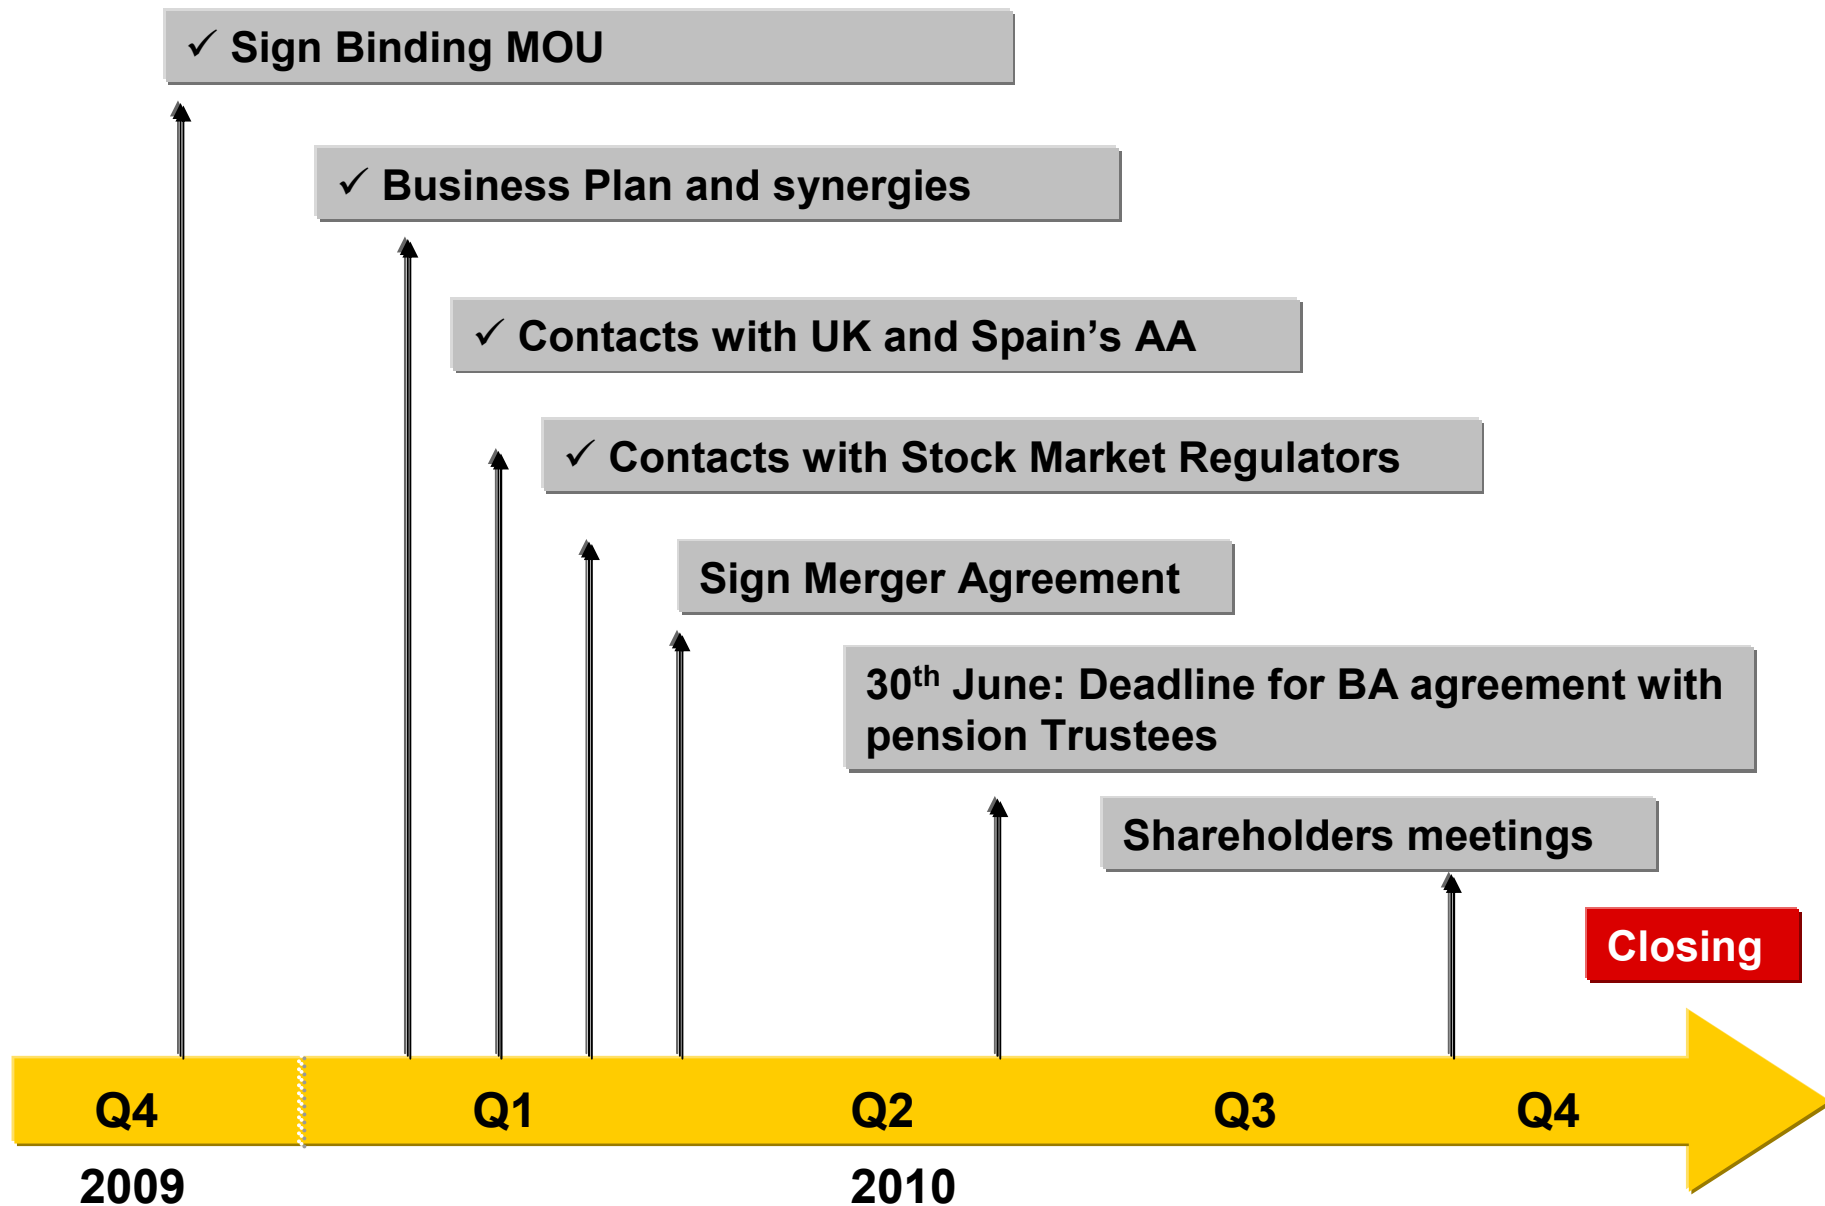 ✓ Sign Binding MOU
✓ Business Plan and synergies
✓ Contacts with UK and Spain’s AA
✓ Contacts with Stock Market Regulators
Sign Merger Agreement
30th June: Deadline for BA agreement with
pension Trustees
Shareholders meetings
Closing
Q4 Q1 Q2 Q3 Q4
2009 2010